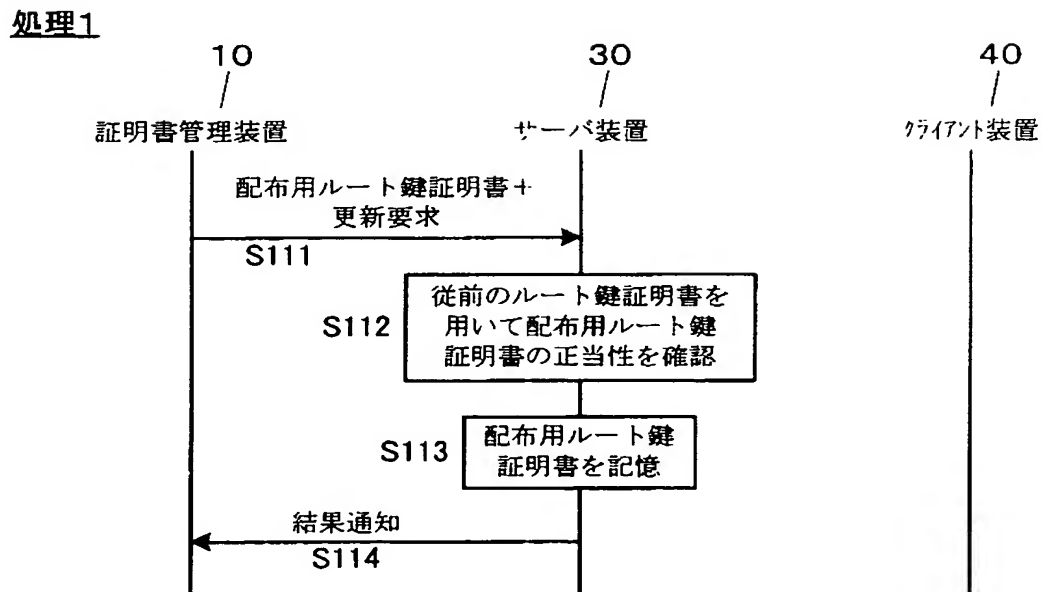 処理1
10
30
40
証明書管理装置
サーバ装置
クライアント装置
配布用ルート鍵証明書+
更新要求
S111
従前のルート鍵証明書を
用いて配布用ルート鍵
証明書の正当性を確認
S112
配布用ルート鍵
証明書を記憶
S113
結果通知
S114